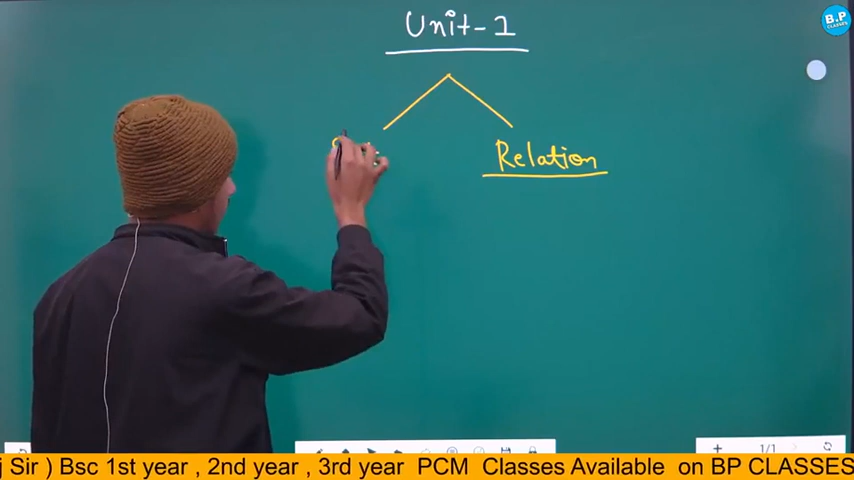 Unit-1
B.P
CLASSES
Relation
1/1
j Sir ) Bsc 1st year , 2nd year , 3rd year PCM Classes Available on BP CLASSES